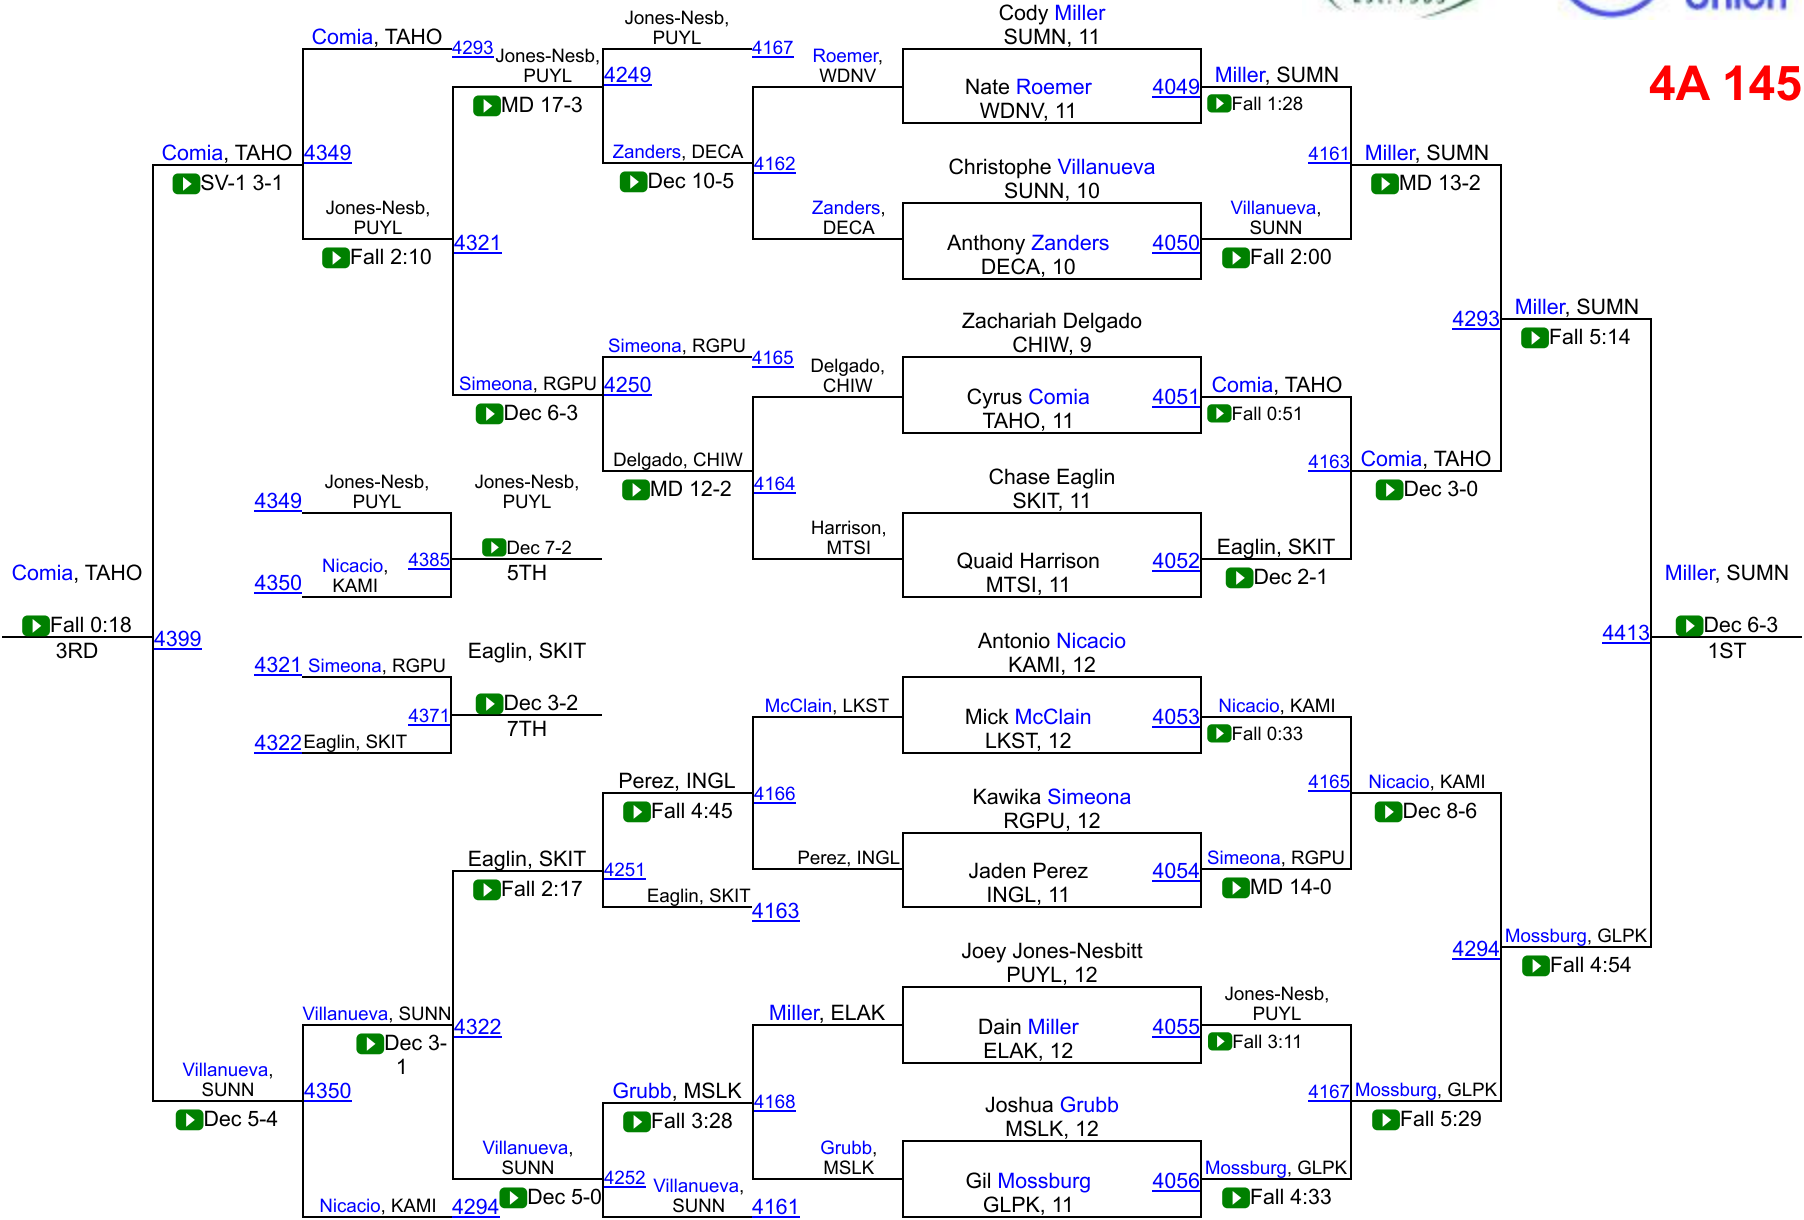 EST. 1905
Union
4A 145
Comia, TAHO
4293
Jones-Nesb,
PUYL
MD 17-3
Jones-Nesb,
PUYL
4167
4249
Roemer,
WDNV
Cody Miller
SUMN, 11
Nate Roemer
WDNV, 11
4049
Miller, SUMN
Fall 1:28
Comia, TAHO
SV-1 3-1
4349
Zanders, DECA
Dec 10-5
4162
Christophe Villanueva
SUNN, 10
4161
Miller, SUMN
MD 13-2
Jones-Nesb,
PUYL
Fall 2:10
4321
Zanders,
DECA
Anthony Zanders
DECA, 10
4050
Villanueva,
SUNN
Fall 2:00
4293
Miller, SUMN
Fall 5:14
Simeona, RGPU
4165
Simeona, RGPU
Dec 6-3
4250
Delgado,
CHIW
Zachariah Delgado
CHIW, 9
Cyrus Comia
TAHO, 11
4051
Comia, TAHO
Fall 0:51
Delgado, CHIW
MD 12-2
4164
4163
Comia, TAHO
Dec 3-0
Chase Eaglin
SKIT, 11
Harrison,
MTSI
Quaid Harrison
MTSI, 11
4052
Eaglin, SKIT
Dec 2-1
4349
Jones-Nesb,
PUYL
Jones-Nesb,
PUYL
4350
Nicacio,
KAMI
4385
Dec 7-2
5TH
Comia, TAHO
Fall 0:18
3RD
4399
4413
Miller, SUMN
Dec 6-3
1ST
4321
Simeona, RGPU
Eaglin, SKIT
4371
Dec 3-2
7TH
4322
Eaglin, SKIT
Antonio Nicacio
KAMI, 12
McClain, LKST
Mick McClain
LKST, 12
4053
Nicacio, KAMI
Fall 0:33
Perez, INGL
Fall 4:45
4166
4165
Nicacio, KAMI
Dec 8-6
Kawika Simeona
RGPU, 12
Perez, INGL
Jaden Perez
INGL, 11
4054
Simeona, RGPU
MD 14-0
Eaglin, SKIT
Fall 2:17
4251
Eaglin, SKIT
4163
4294
Mossburg, GLPK
Fall 4:54
Joey Jones-Nesbitt
PUYL, 12
Miller, ELAK
Dain Miller
ELAK, 12
4055
Jones-Nesb,
PUYL
Fall 3:11
Villanueva, SUNN
Dec 3-
1
4322
Villanueva,
SUNN
Dec 5-4
4350
Grubb, MSLK
Fall 3:28
4168
4167
Mossburg, GLPK
Fall 5:29
Joshua Grubb
MSLK, 12
Grubb,
MSLK
Gil Mossburg
GLPK, 11
4056
Mossburg, GLPK
Fall 4:33
Villanueva,
SUNN
Dec 5-0
4252
Villanueva,
SUNN
4161
Nicacio, KAMI
4294